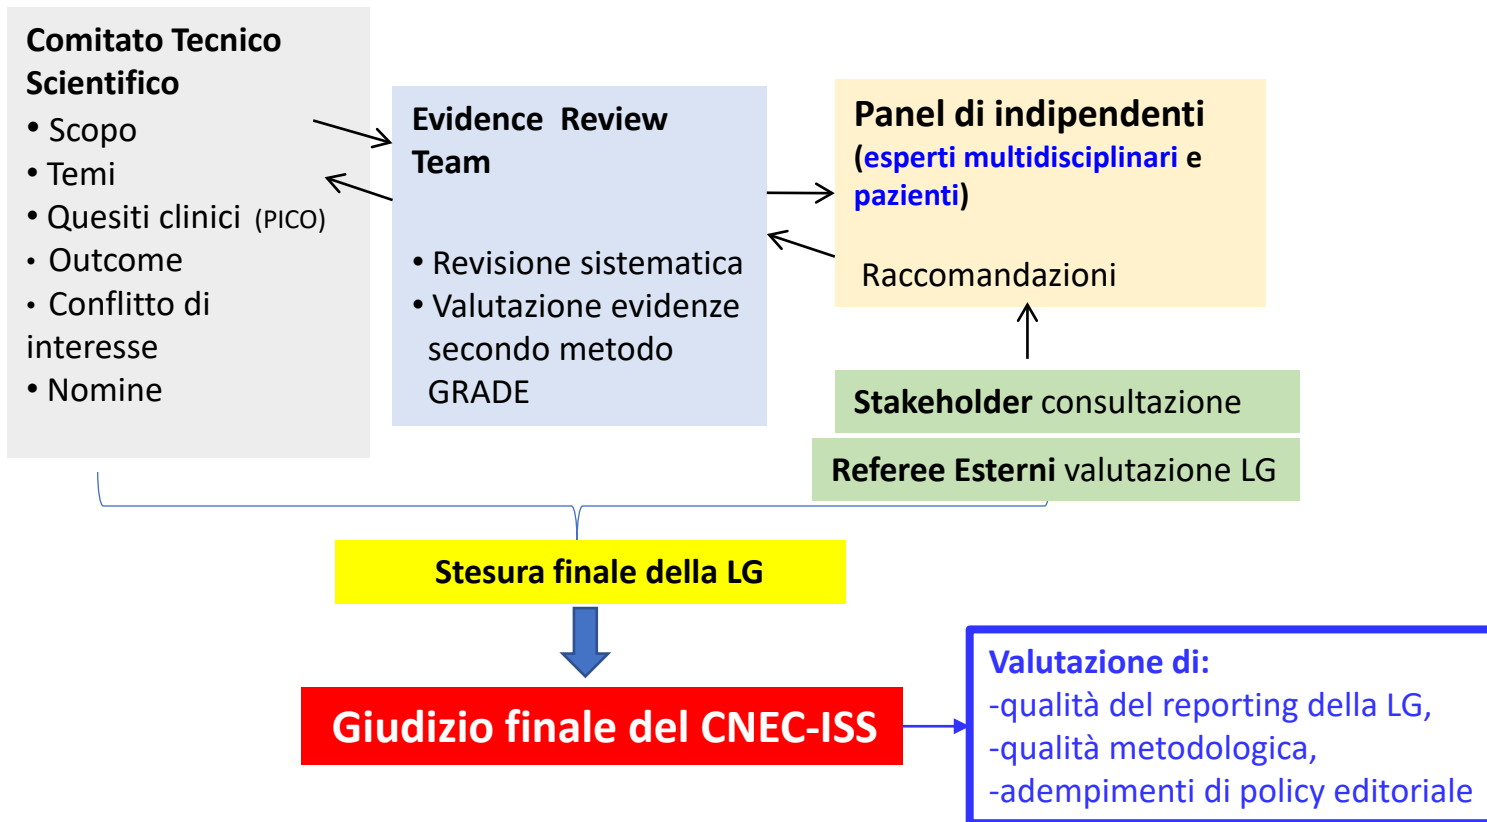 Comitato Tecnico
Scientifico
• Scopo
• Temi
• Quesiti clinici (PICO)
• Outcome
• Conflitto di
interesse
• Nomine
Evidence Review
Team
• Revisione sistematica
• Valutazione evidenze
secondo metodo
GRADE
Panel di indipendenti
(esperti multidisciplinari e
pazienti)
Raccomandazioni
Stakeholder consultazione
Referee Esterni valutazione LG
Stesura finale della LG
Giudizio finale del CNEC-ISS
Valutazione di:
-qualità del reporting della LG,
-qualità metodologica,
-adempimenti di policy editoriale